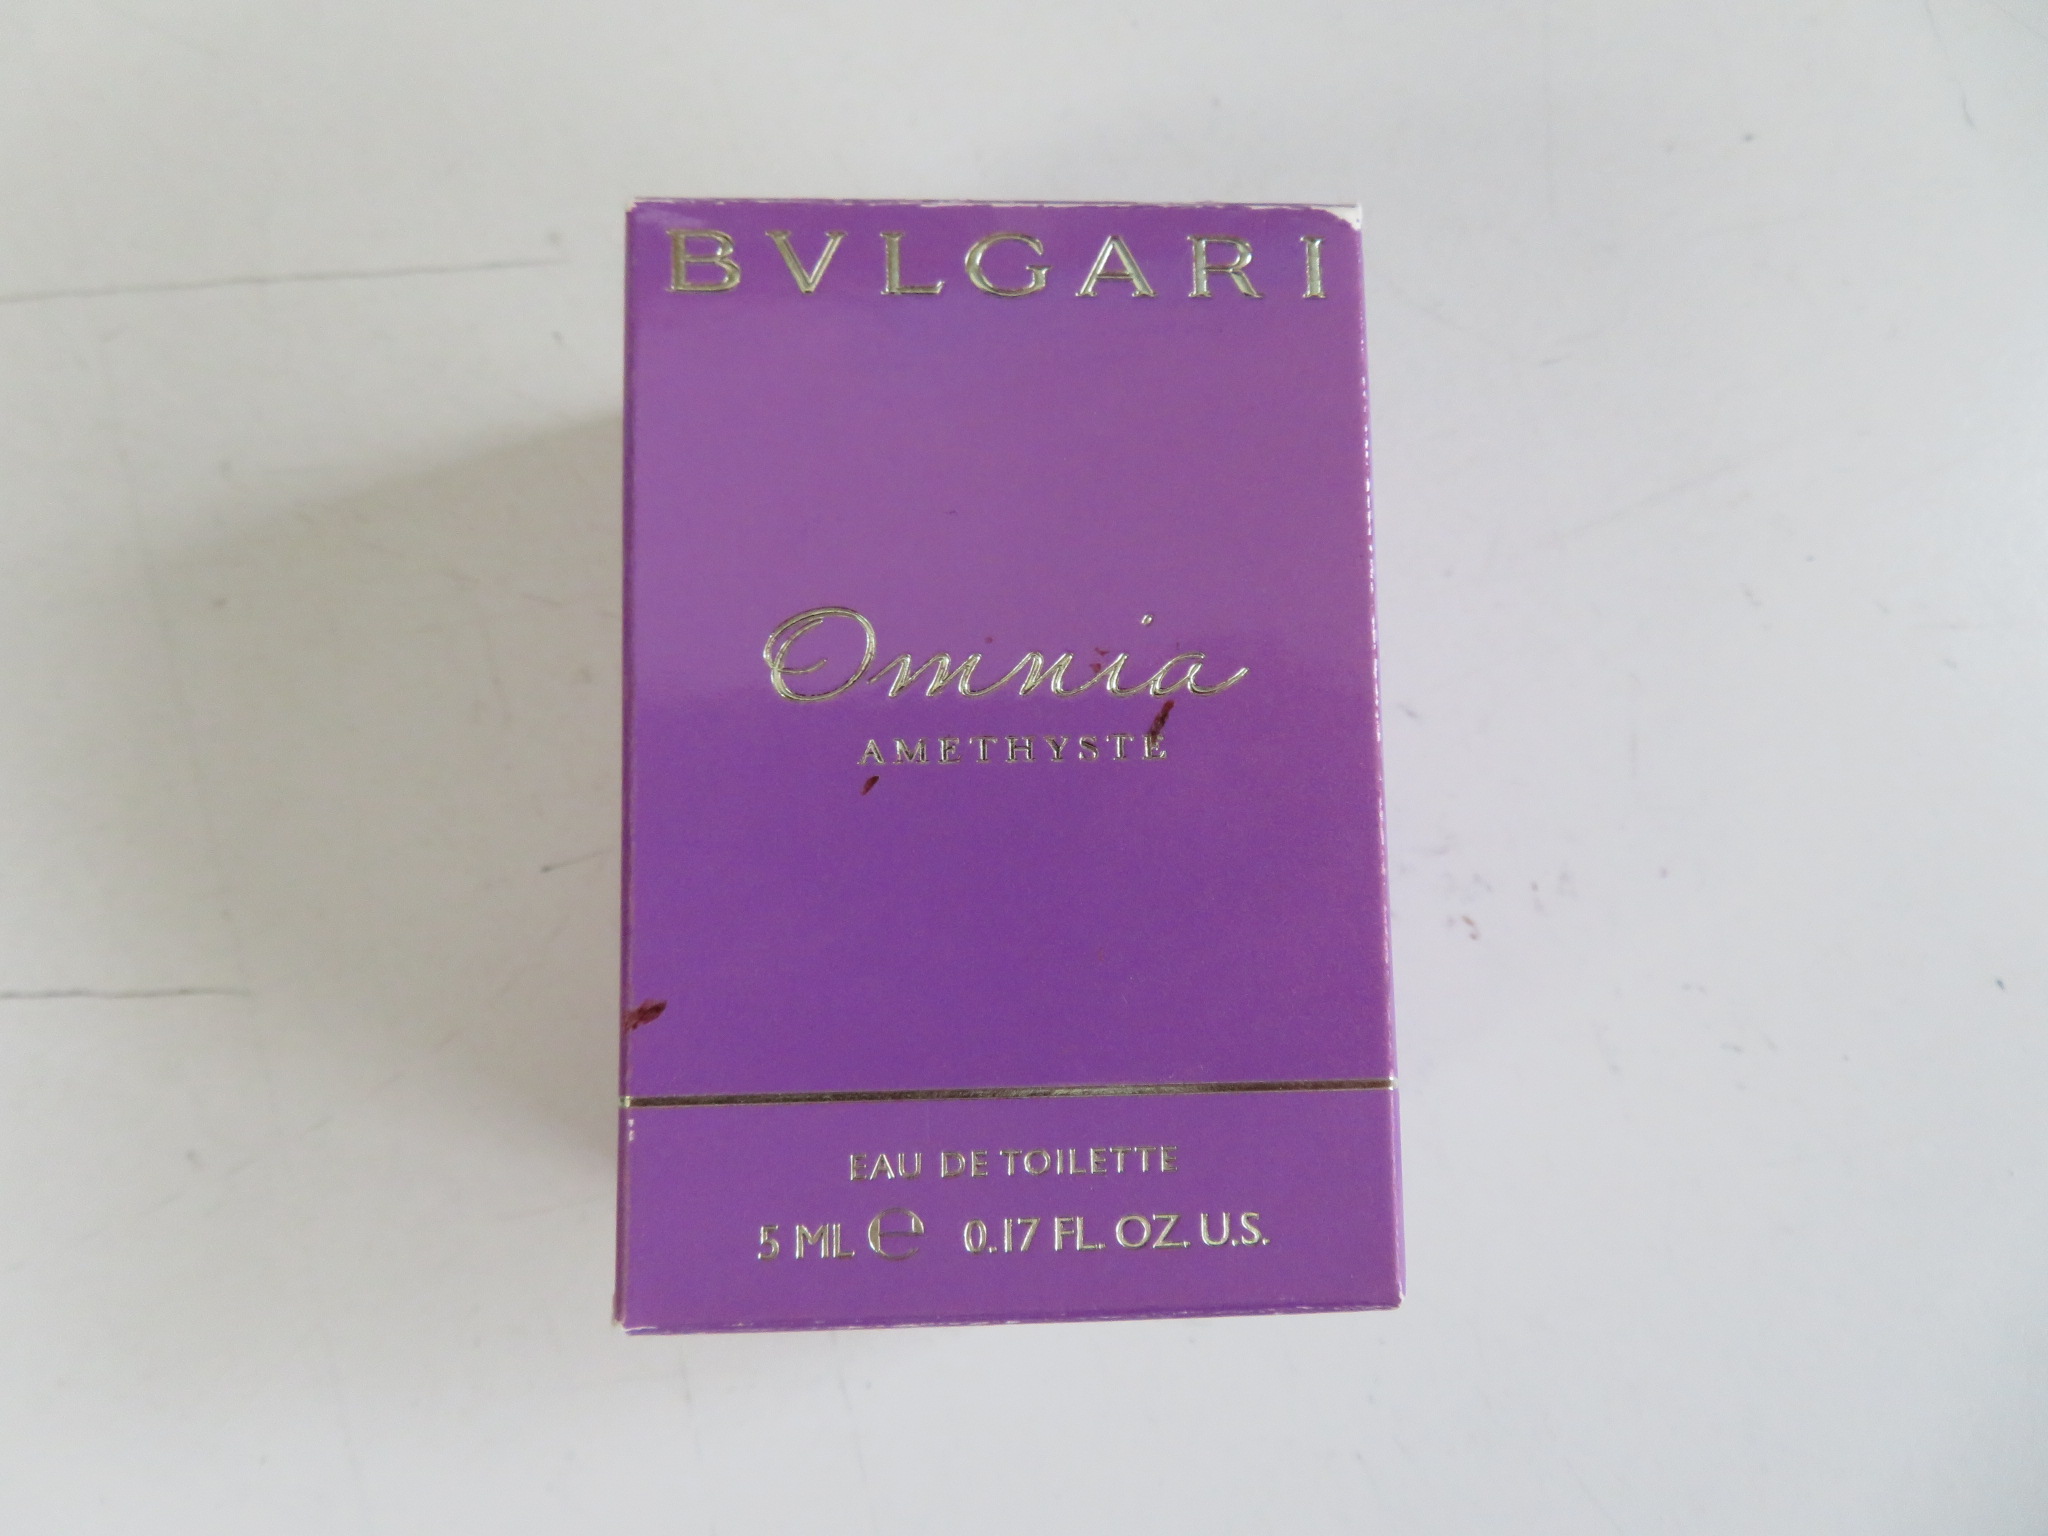 BVLGARI
Omnia
AMETHYSTE
EAU DE TOILETTE
5 ML ℮ 0.17 FL. OZ. U.S.